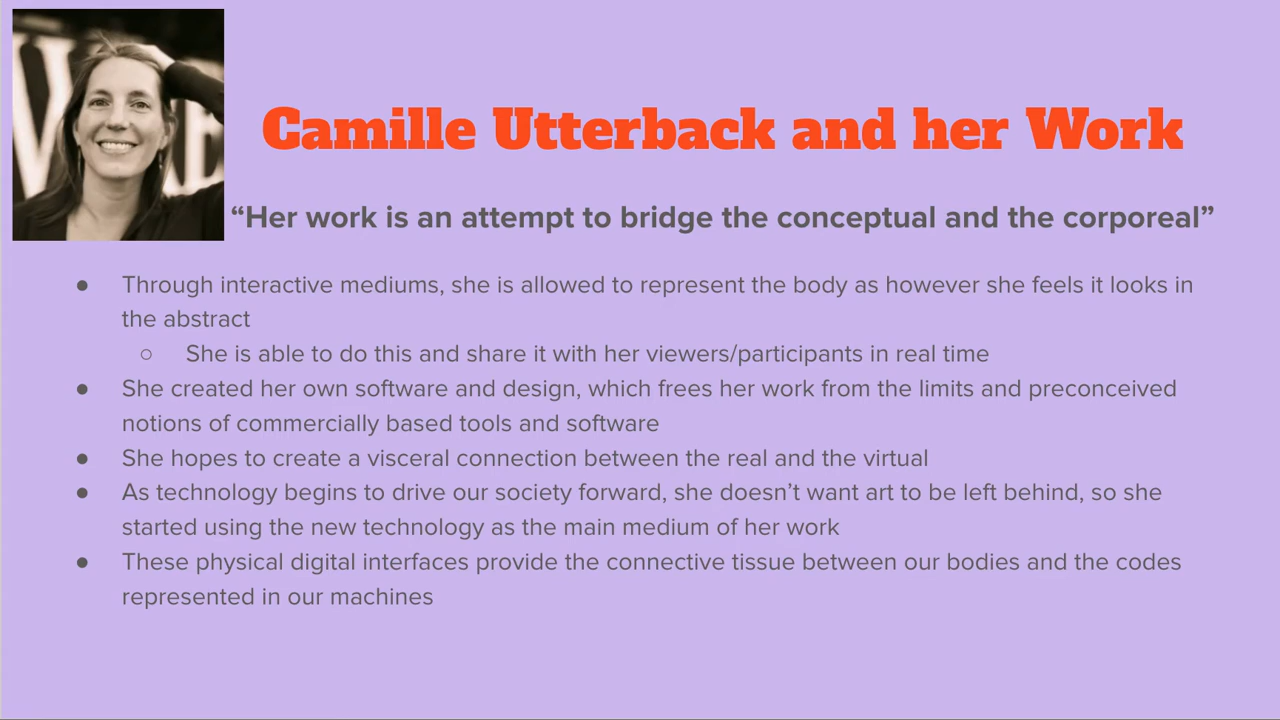 Camille Utterback and her Work
“Her work is an attempt to bridge the conceptual and the corporeal”
● Through interactive mediums, she is allowed to represent the body as however she feels it looks in
the abstract
○ She is able to do this and share it with her viewers/participants in real time
● She created her own software and design, which frees her work from the limits and preconceived
notions of commercially based tools and software
● She hopes to create a visceral connection between the real and the virtual
● As technology begins to drive our society forward, she doesn’t want art to be left behind, so she
started using the new technology as the main medium of her work
● These physical digital interfaces provide the connective tissue between our bodies and the codes
represented in our machines